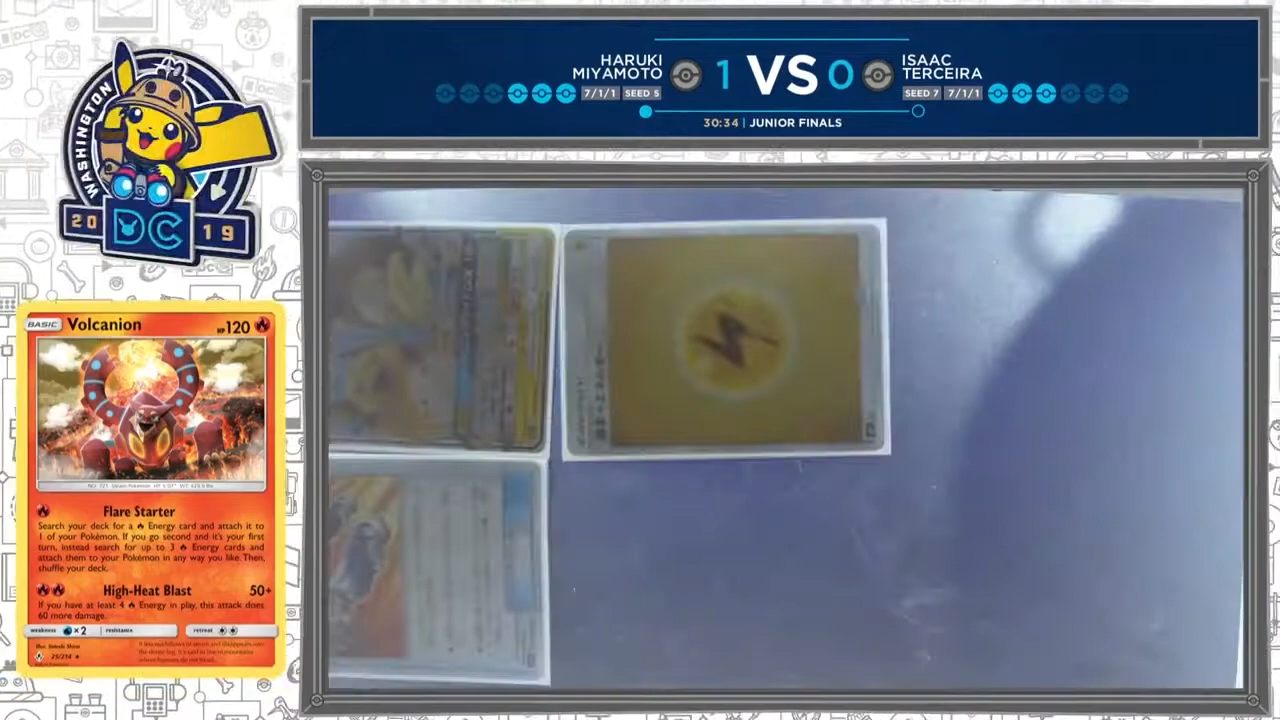 WASHINGTON
20 DC 19
HARUKI
MIYAMOTO
1 VS 0
ISAAC
TERCEIRA
7/1/1 SEED 5
SEED 7 7/1/1
30:34 | JUNIOR FINALS
BASIC Volcanion HP 120
Flare Starter
Search your deck for a Energy card and attach it to
1 of your Pokémon. If you go second and it's your first
turn, instead search for up to 3 Energy cards and
attach them to your Pokémon in any way you like. Then,
shuffle your deck.
High-Heat Blast 50+
If you have at least 4 Energy in play, this attack does
60 more damage.
weakness ×2 resistance retreat
25/214